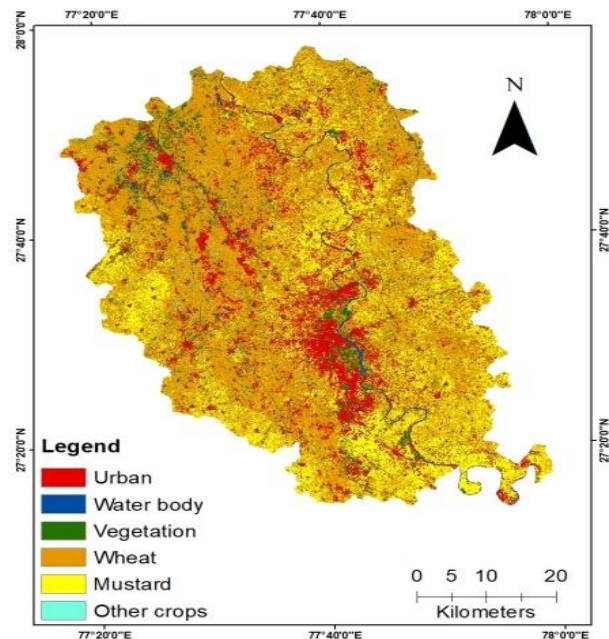 77°20'0"E 77°40'0"E 78°0'0"E
28°0'0"N
N
27°40'0"N 27°40'0"N
27°20'0"N 27°20'0"N
Legend
Urban
Water body
Vegetation
Wheat
Mustard
Other crops
0 5 10 20
Kilometers
77°20'0"E 77°40'0"E 78°0'0"E